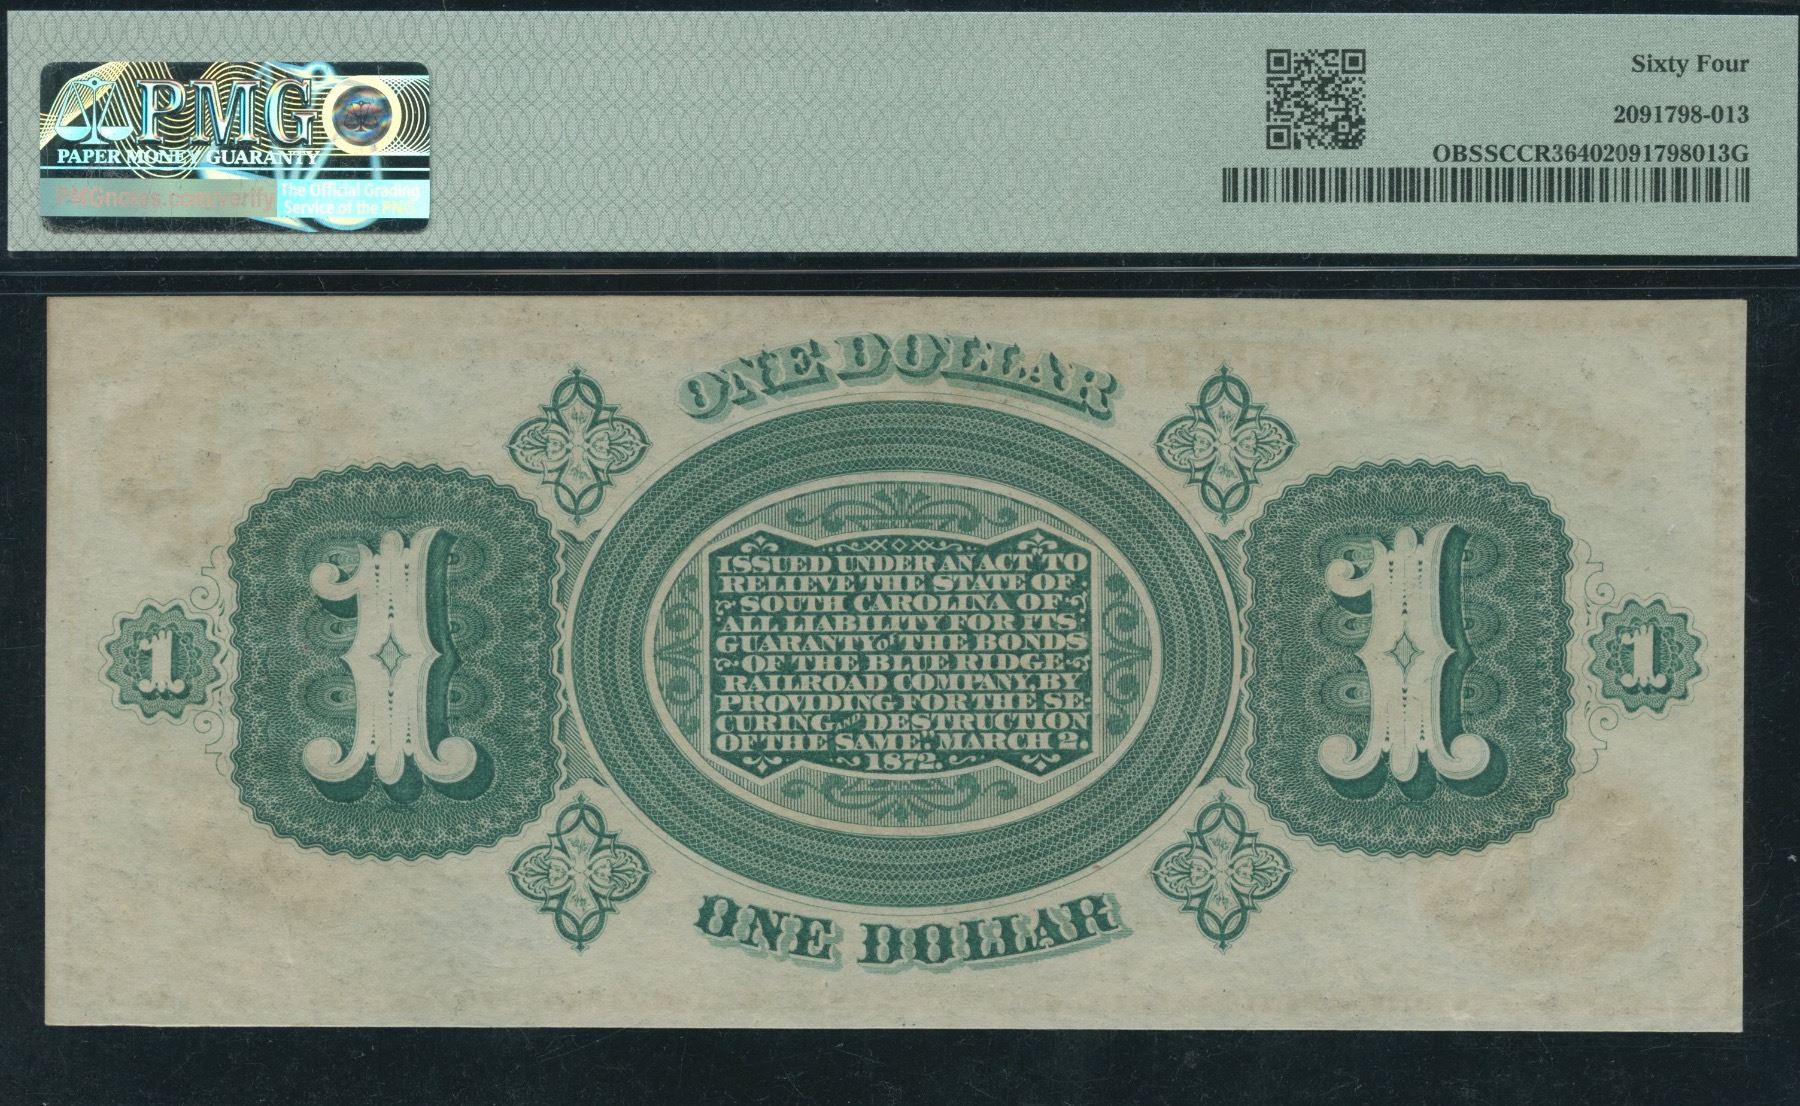 PMG
PAPER MONEY GUARANTY
PMGnotes.com/verify
The Official Grading
Service of the PNG
Sixty Four
2091798-013
OBSSCCR36402091798013G
ONE DOLLAR
1
1
1
1
ISSUED UNDER AN ACT TO
RELIEVE THE STATE OF
SOUTH CAROLINA OF
ALL LIABILITY FOR ITS
GUARANTY of THE BONDS
OF THE BLUE RIDGE
RAILROAD COMPANY, BY
PROVIDING FOR THE SE
CURING AND DESTRUCTION
OF THE SAME. MARCH 2.
1872.
ONE DOLLAR